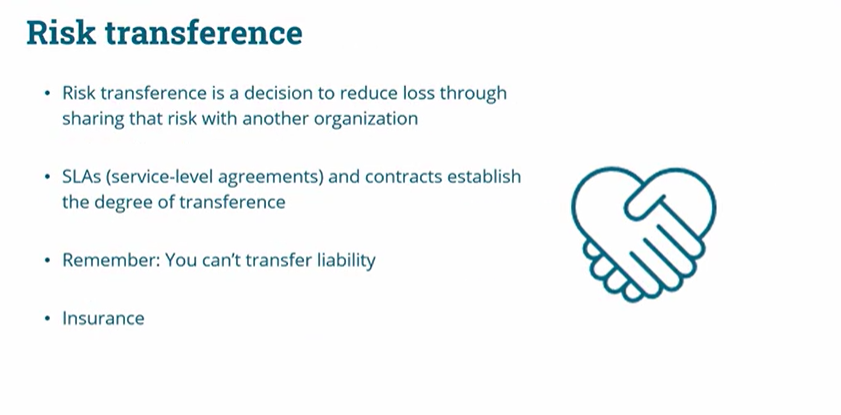 Risk transference
• Risk transference is a decision to reduce loss through
sharing that risk with another organization
• SLAs (service-level agreements) and contracts establish
the degree of transference
• Remember: You can't transfer liability
• Insurance